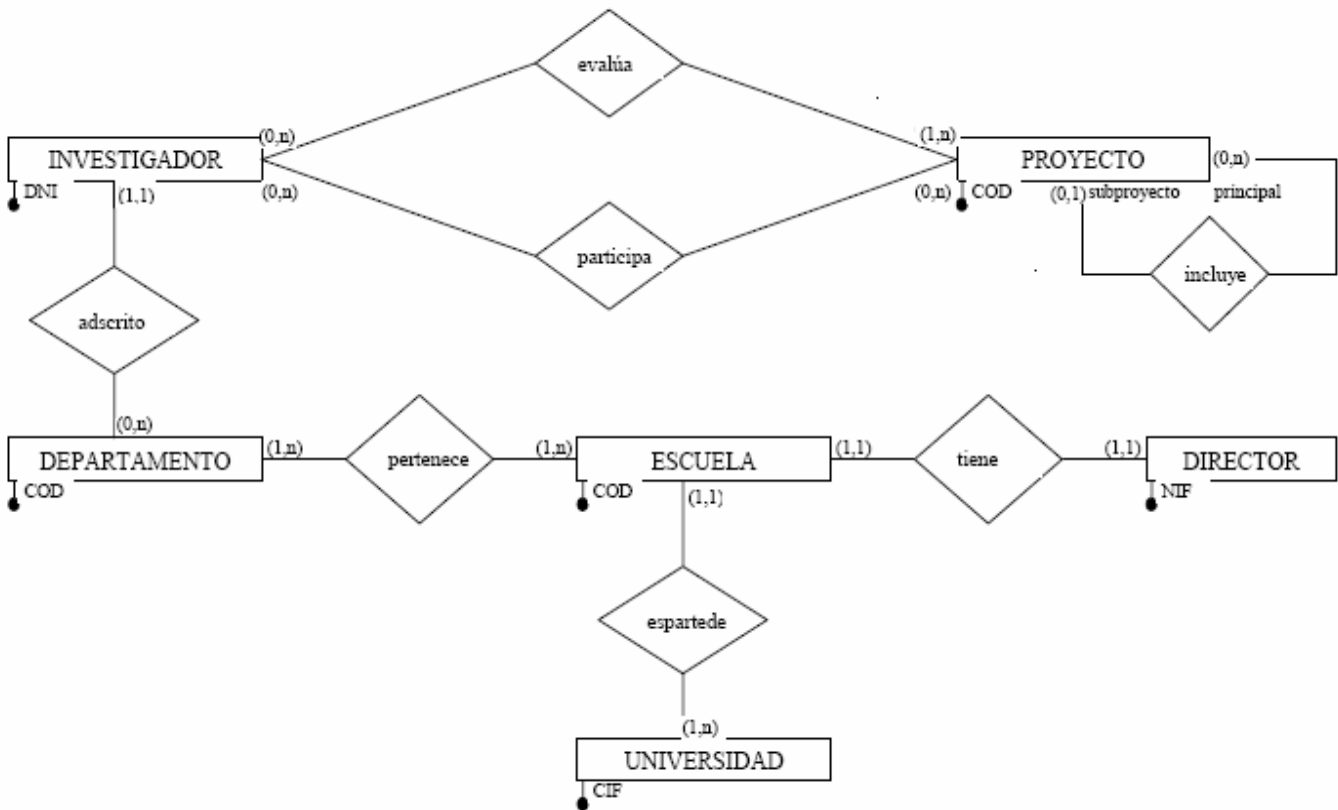 evalúa
(0,n)
(1,n)
INVESTIGADOR
PROYECTO
(0,n)
DNI
(1,1)
(0,n)
(0,n)
COD
(0,1)
subproyecto
principal
participa
incluye
adscrito
(0,n)
DEPARTAMENTO
(1,n)
pertenece
(1,n)
ESCUELA
(1,1)
tiene
(1,1)
DIRECTOR
COD
COD
(1,1)
NIF
espartede
(1,n)
UNIVERSIDAD
CIF